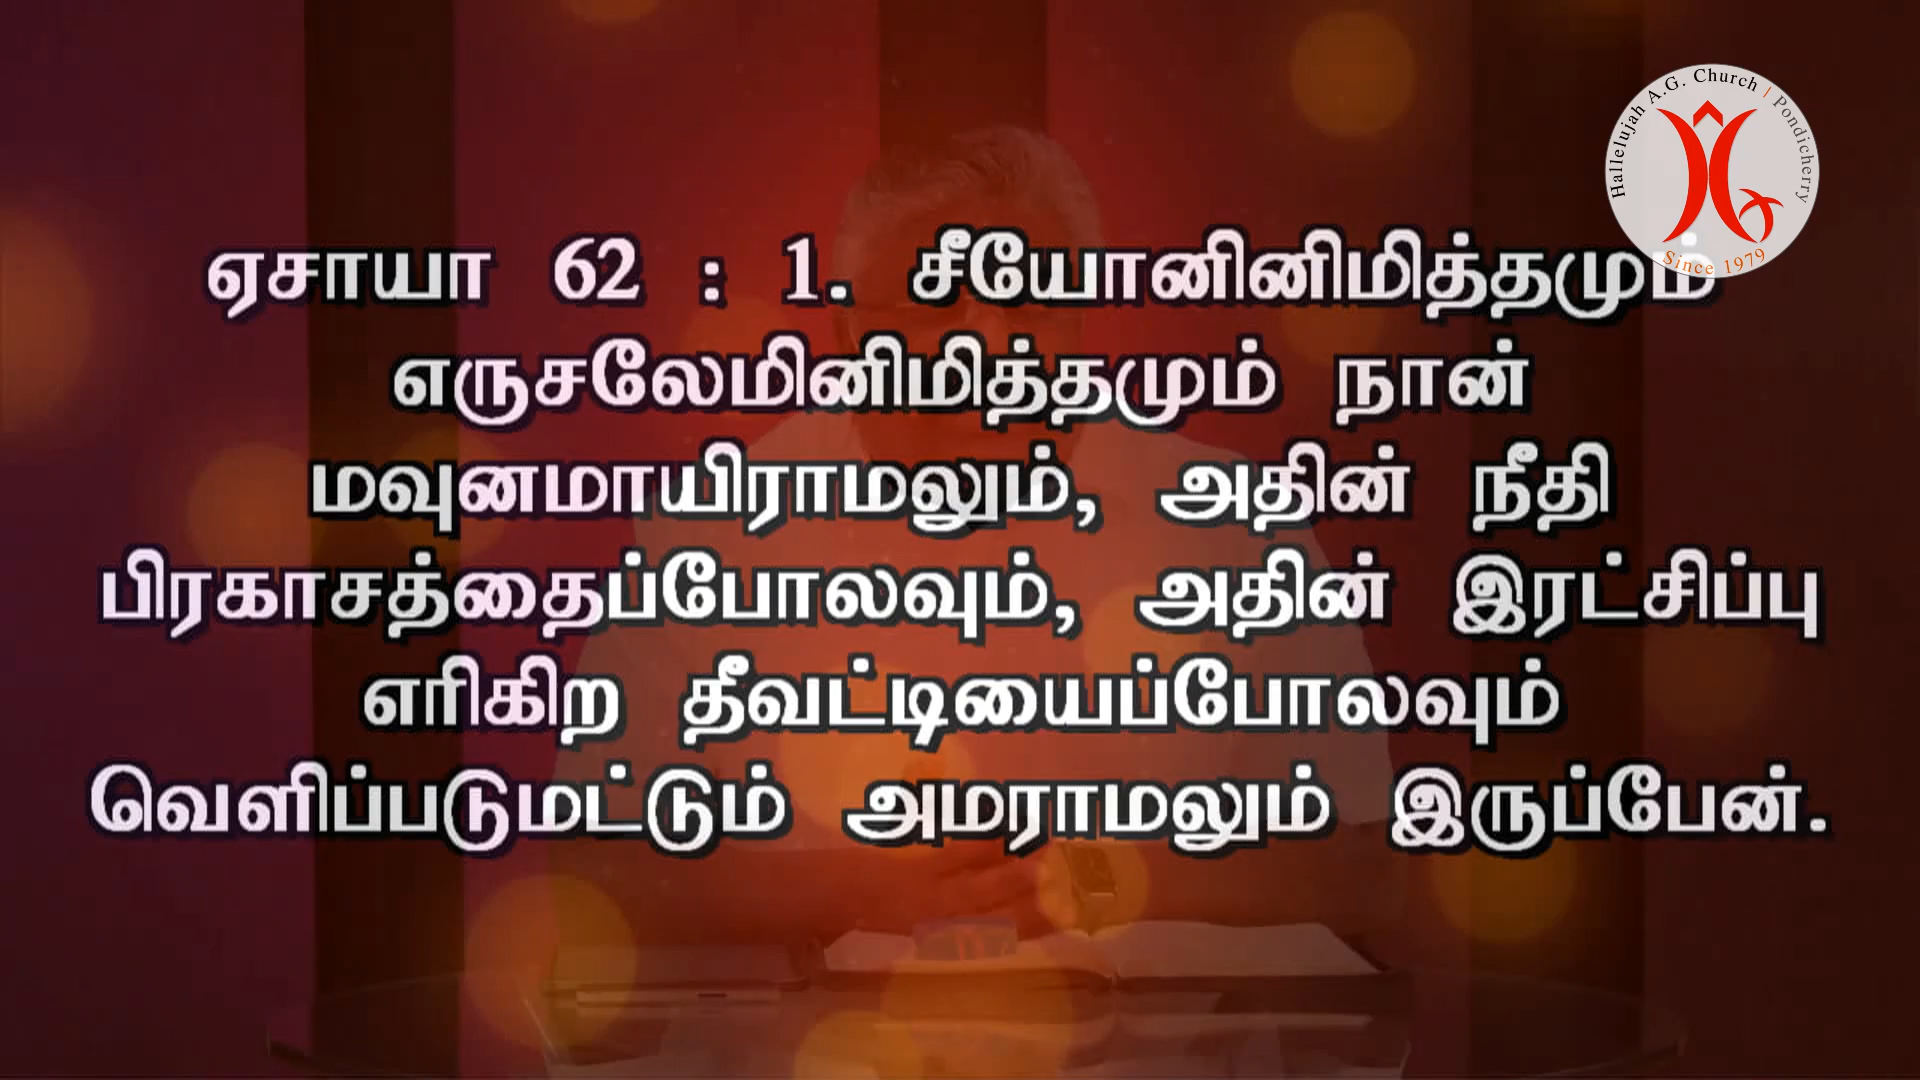 Hallelujah A.G. Church | Pondicherry
Since 1979
ஏசாயா 62 : 1. சீயோனினிமித்தமும்
எருசலேமினிமித்தமும் நான்
மவுனமாயிராமலும், அதின் நீதி
பிரகாசத்தைப்போலவும், அதின் இரட்சிப்பு
எரிகிற தீவட்டியைப்போலவும்
வெளிப்படுமட்டும் அமராமலும் இருப்பேன்.